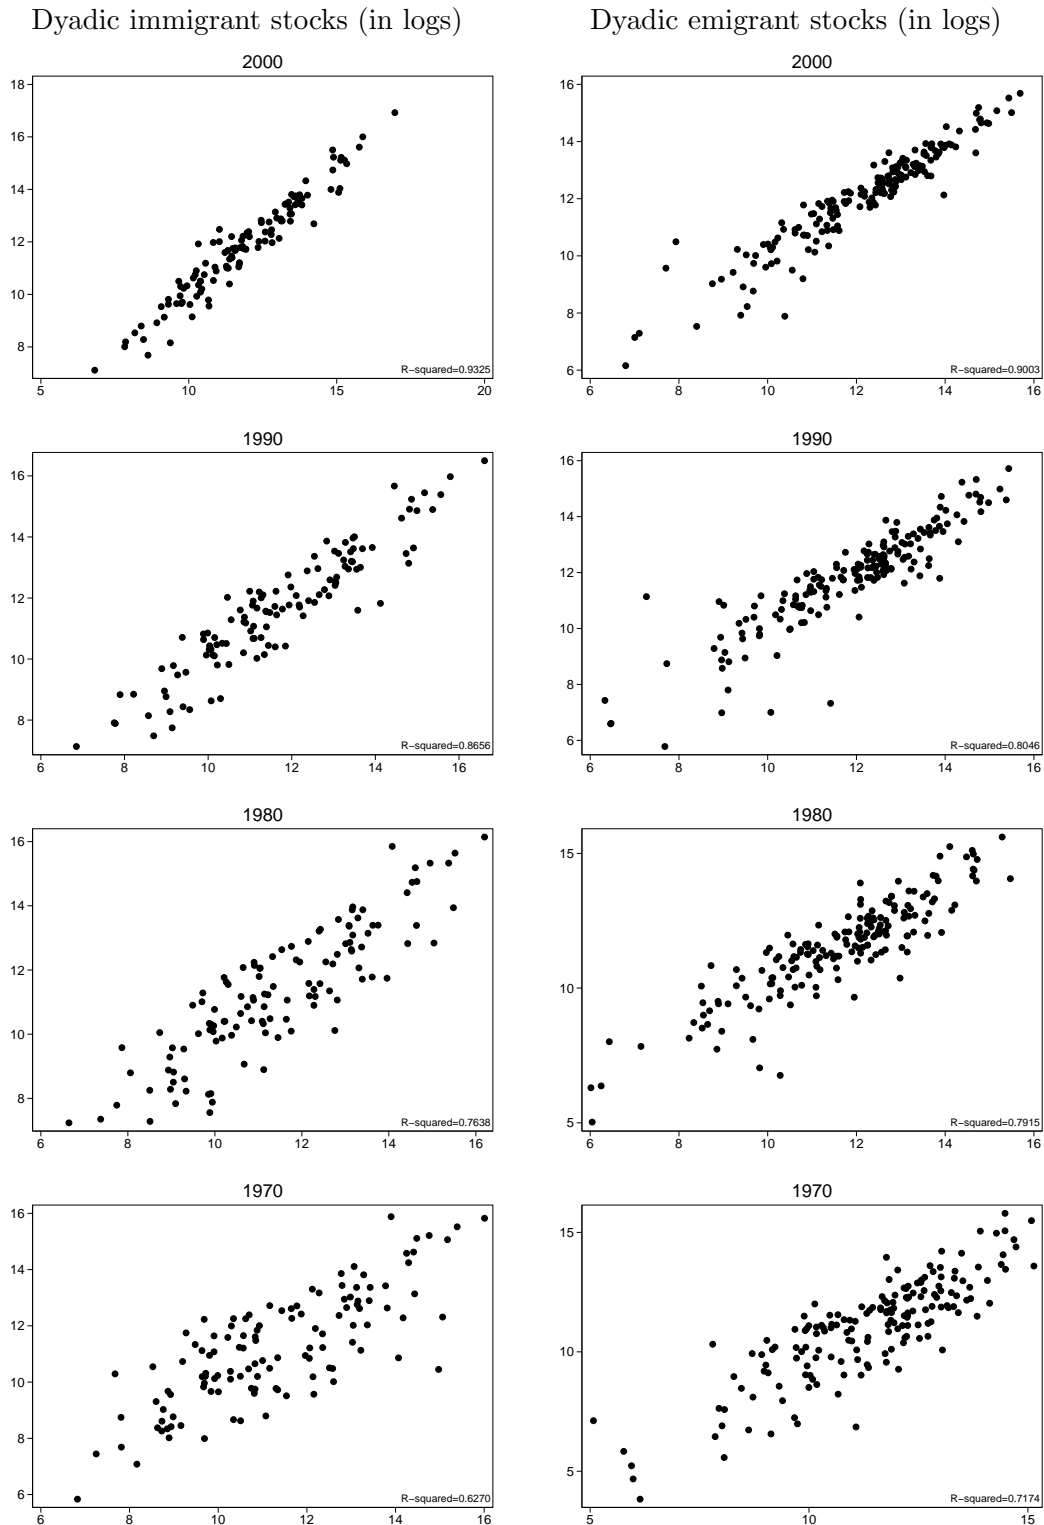 Dyadic immigrant stocks (in logs)
Dyadic emigrant stocks (in logs)
2000
18
16
14
12
10
8
R−squared=0.9325
5 10 15 20
2000
16
14
12
10
8
6
R−squared=0.9003
6 8 10 12 14 16
1990
16
14
12
10
8
R−squared=0.8656
6 8 10 12 14 16
1990
16
14
12
10
8
6
R−squared=0.8046
6 8 10 12 14 16
1980
16
14
12
10
8
R−squared=0.7638
6 8 10 12 14 16
1980
15
10
5
R−squared=0.7915
6 8 10 12 14 16
1970
16
14
12
10
8
6
R−squared=0.6270
6 8 10 12 14 16
1970
15
10
5
R−squared=0.7174
5 10 15